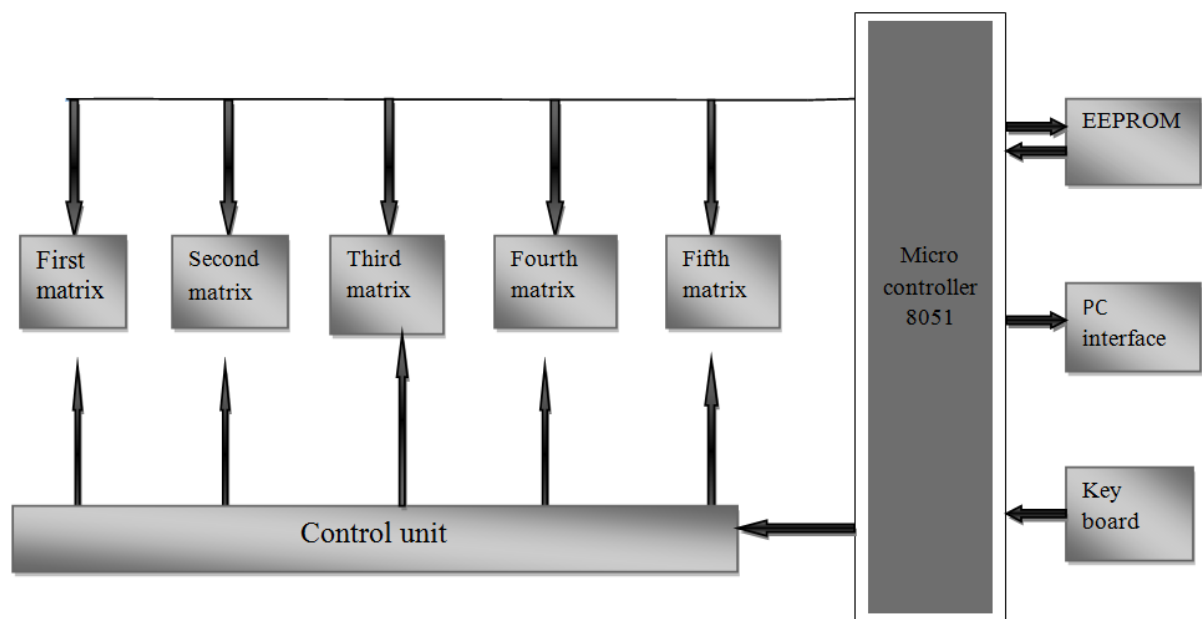 EEPROM
First
matrix
Second
matrix
Third
matrix
Fourth
matrix
Fifth
matrix
Micro
controller
8051
PC
interface
Key
board
Control unit